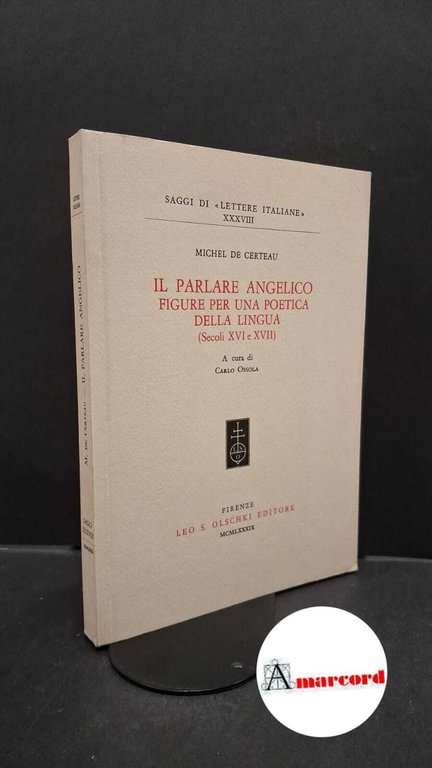 SAGGI DI «LETTERE ITALIANE»
XXXVIII
MICHEL DE CERTEAU
IL PARLARE ANGELICO
FIGURE PER UNA POETICA
DELLA LINGUA
(Secoli XVI e XVII)
A cura di
CARLO OSSOLA
FIRENZE
LEO S. OLSCHKI EDITORE
MCMLXXXIX
M. DE CERTEAU — IL PARLARE ANGELICO
Amarcord